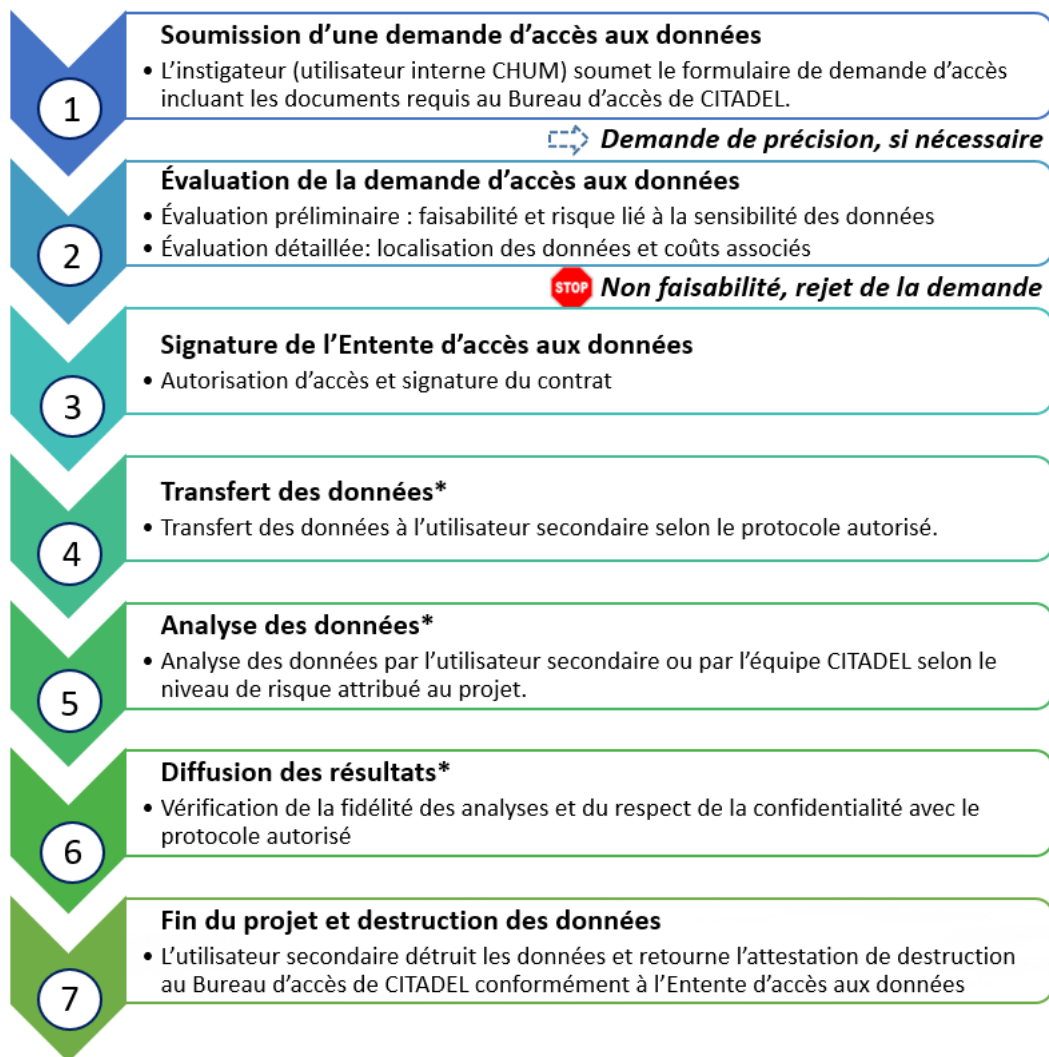 1
Soumission d’une demande d’accès aux données
• L’instigateur (utilisateur interne CHUM) soumet le formulaire de demande d’accès
incluant les documents requis au Bureau d’accès de CITADEL.
Demande de précision, si nécessaire
2
Évaluation de la demande d’accès aux données
• Évaluation préliminaire : faisabilité et risque lié à la sensibilité des données
• Évaluation détaillée: localisation des données et coûts associés
STOP Non faisabilité, rejet de la demande
3
Signature de l’Entente d’accès aux données
• Autorisation d’accès et signature du contrat
4
Transfert des données*
• Transfert des données à l’utilisateur secondaire selon le protocole autorisé.
5
Analyse des données*
• Analyse des données par l’utilisateur secondaire ou par l’équipe CITADEL selon le
niveau de risque attribué au projet.
6
Diffusion des résultats*
• Vérification de la fidélité des analyses et du respect de la confidentialité avec le
protocole autorisé
7
Fin du projet et destruction des données
• L’utilisateur secondaire détruit les données et retourne l’attestation de destruction
au Bureau d’accès de CITADEL conformément à l’Entente d’accès aux données